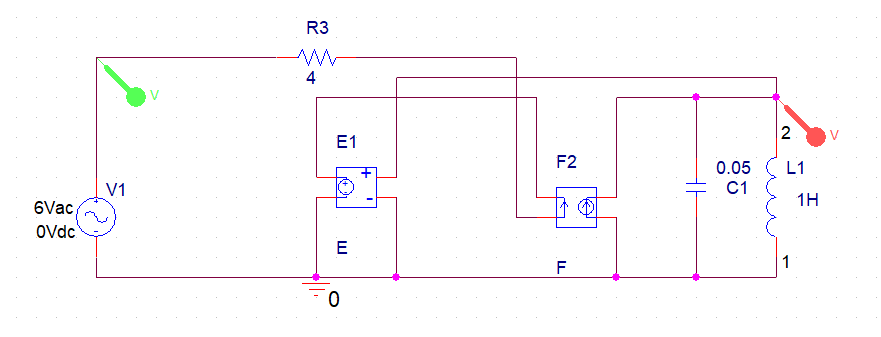 R3
4
V
V
2
E1
F2
0.05
L1
C1
V1
1H
6Vac
+
0Vdc
-
E
F
1
0